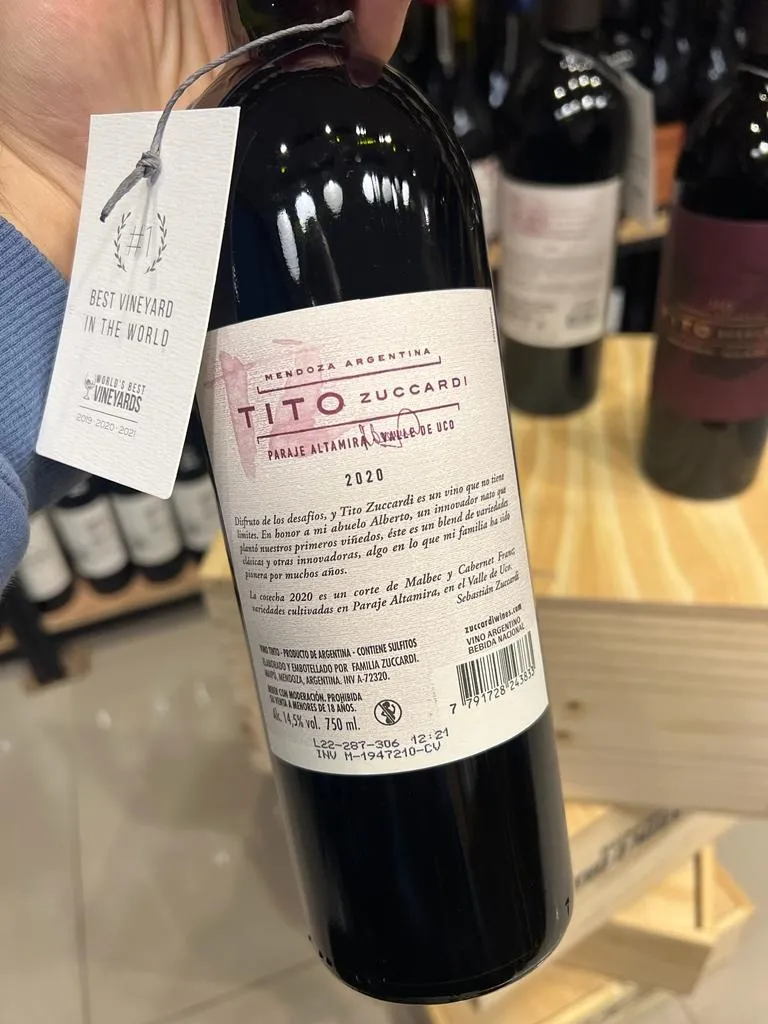 #1
BEST VINEYARD
IN THE WORLD
WORLD'S BEST
VINEYARDS
2019·2020·2021
MENDOZA ARGENTINA
TITO ZUCCARDI
PARAJE ALTAMIRA, VALLE DE UCO
2020
Disfruto de los desafíos, y Tito Zuccardi es un vino que no tiene
límites. En honor a mi abuelo Alberto, un innovador nato que
plantó nuestros primeros viñedos, éste es un blend de variedades
clásicas y otras innovadoras, algo en lo que mi familia ha sido
pionera por muchos años.
La cosecha 2020 es un corte de Malbec y Cabernet Franc,
variedades cultivadas en Paraje Altamira, en el Valle de Uco.
Sebastián Zuccardi
VINO TINTO - PRODUCTO DE ARGENTINA - CONTIENE SULFITOS
ELABORADO Y EMBOTELLADO POR FAMILIA ZUCCARDI.
MAIPÚ, MENDOZA, ARGENTINA. INV A-72320.
BEBER CON MODERACIÓN. PROHIBIDA
SU VENTA A MENORES DE 18 AÑOS.
Alc. 14,5% vol. 750 ml.
zuccardiwines.com
VINO ARGENTINO
BEBIDA NACIONAL
7 791728 243833
L22-287-306 12:21
INV M-1947210-CV
TITO